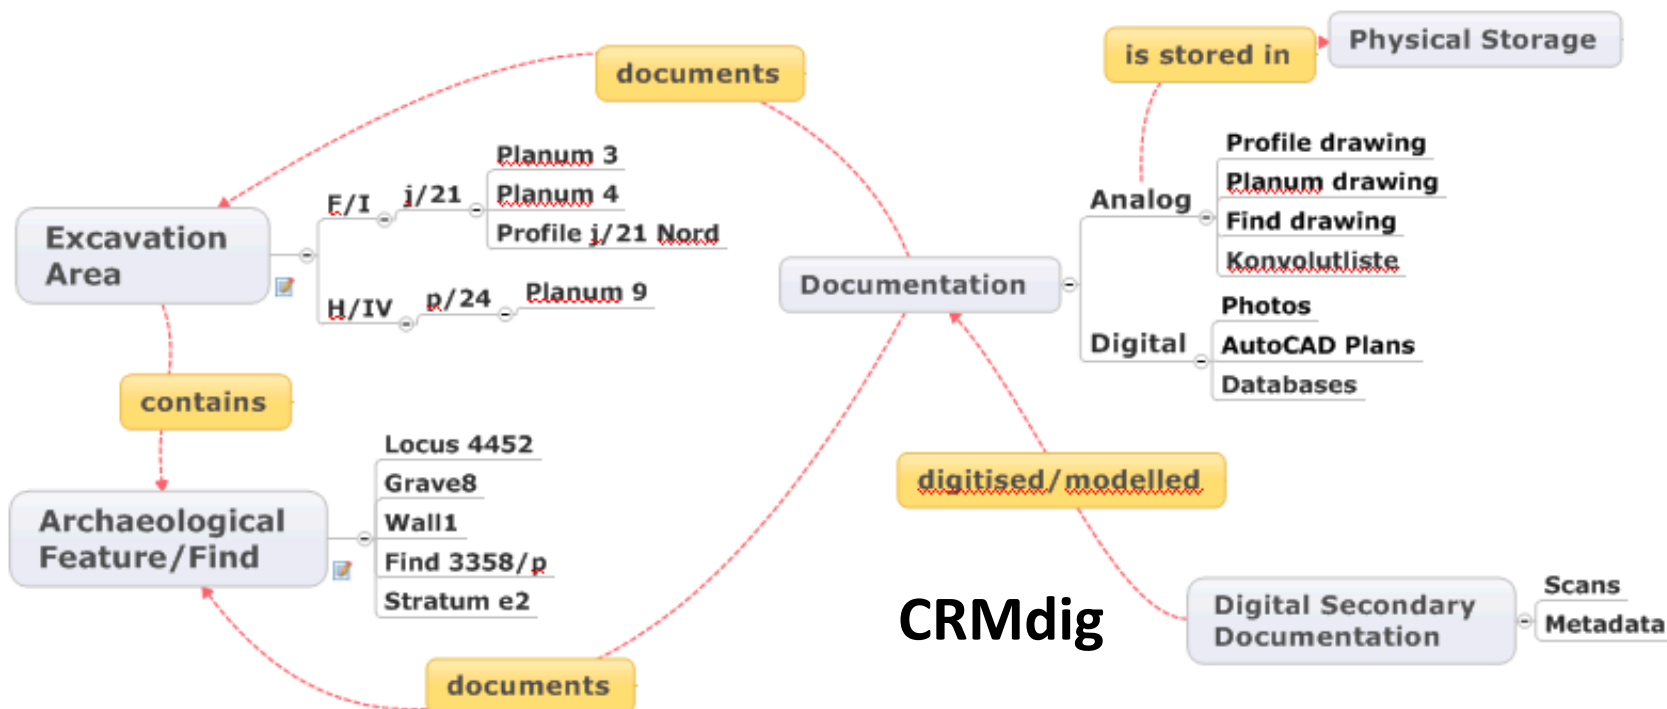 documents
is stored in
Physical Storage
Planum 3
Planum 4
Profile j/21 Nord
F/I
j/21
Excavation
Area
H/IV
p/24
Planum 9
contains
Archaeological
Feature/Find
Locus 4452
Grave8
Wall1
Find 3358/p
Stratum e2
documents
Documentation
Analog
Profile drawing
Planum drawing
Find drawing
Konvolutliste
Digital
Photos
AutoCAD Plans
Databases
digitised/modelled
CRMdig
Digital Secondary
Documentation
Scans
Metadata